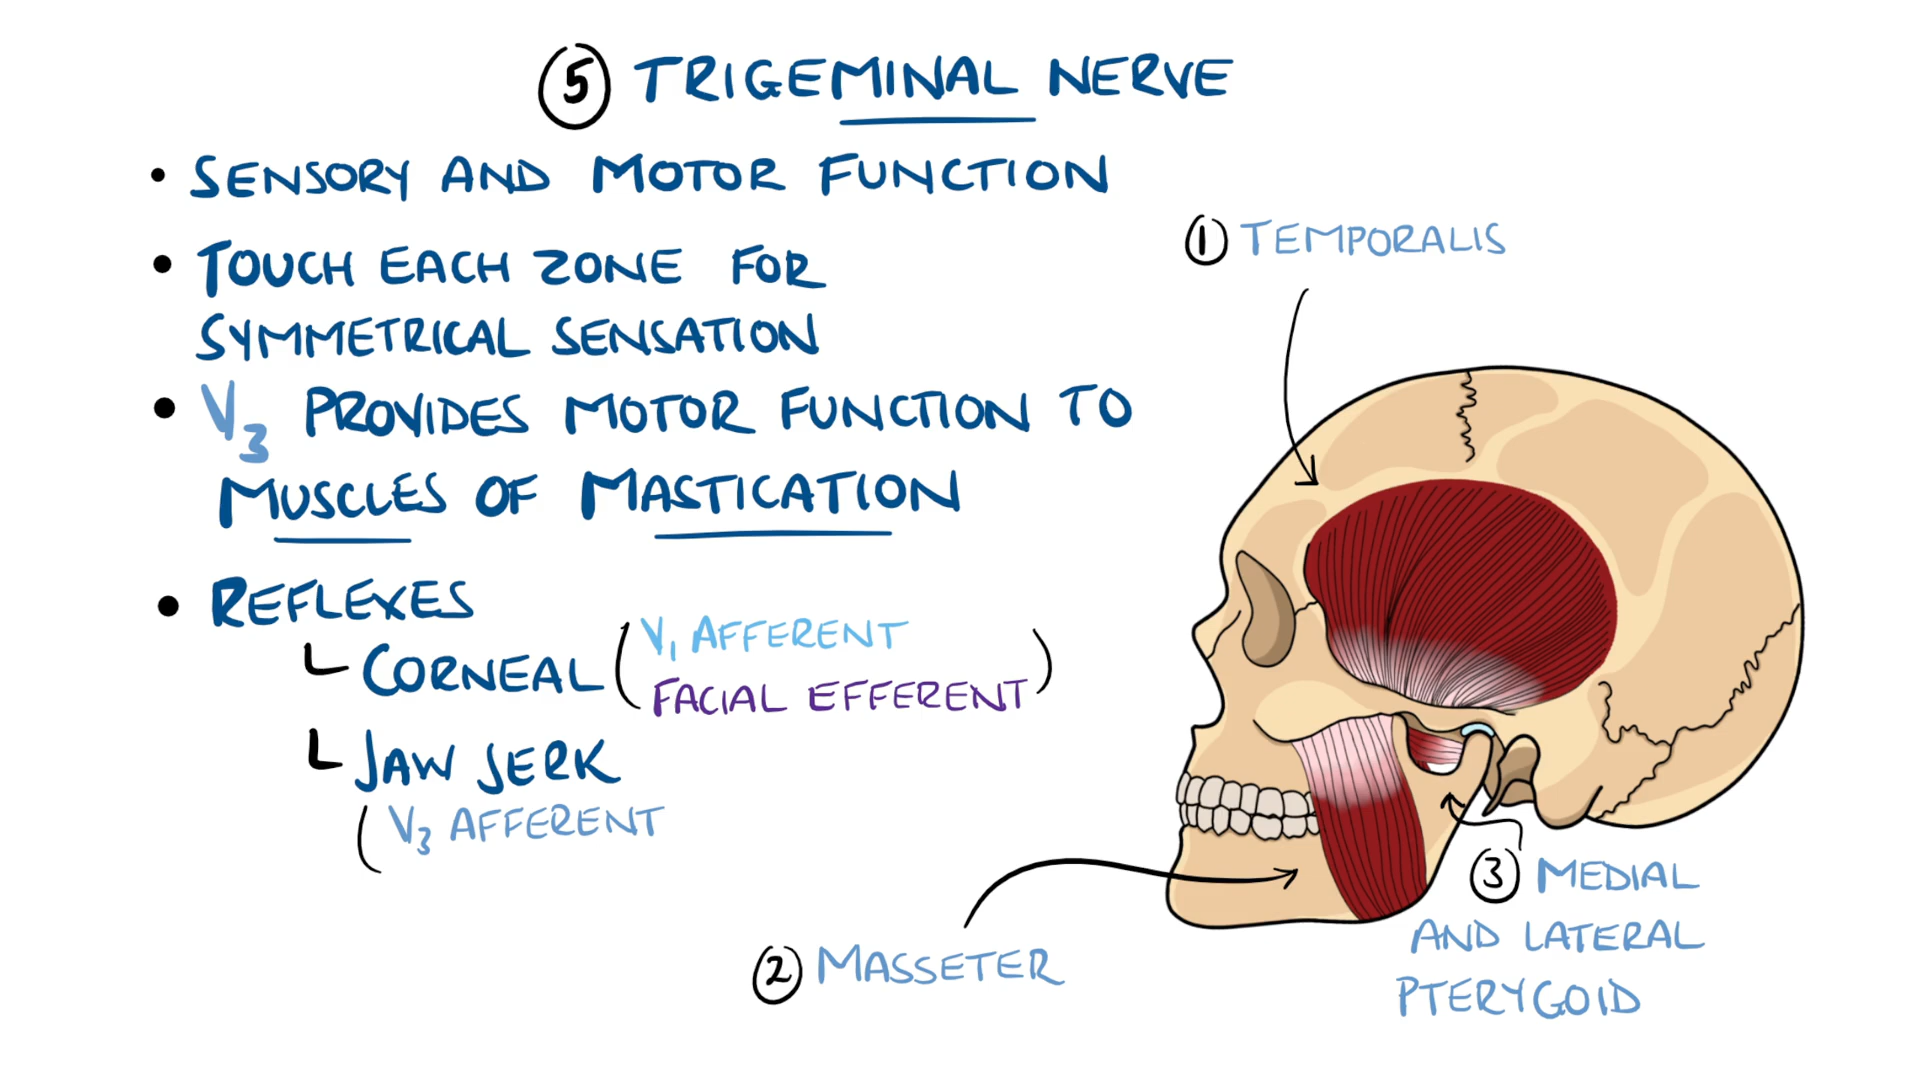 5 TRIGEMINAL NERVE
• SENSORY AND MOTOR FUNCTION
• TOUCH EACH ZONE FOR
SYMMETRICAL SENSATION
• V3 PROVIDES MOTOR FUNCTION TO
MUSCLES OF MASTICATION
• REFLEXES
CORNEAL (V1 AFFERENT
FACIAL EFFERENT)
JAW JERK
(V3 AFFERENT
1 TEMPORALIS
2 MASSETER
3 MEDIAL
AND LATERAL
PTERYGOID